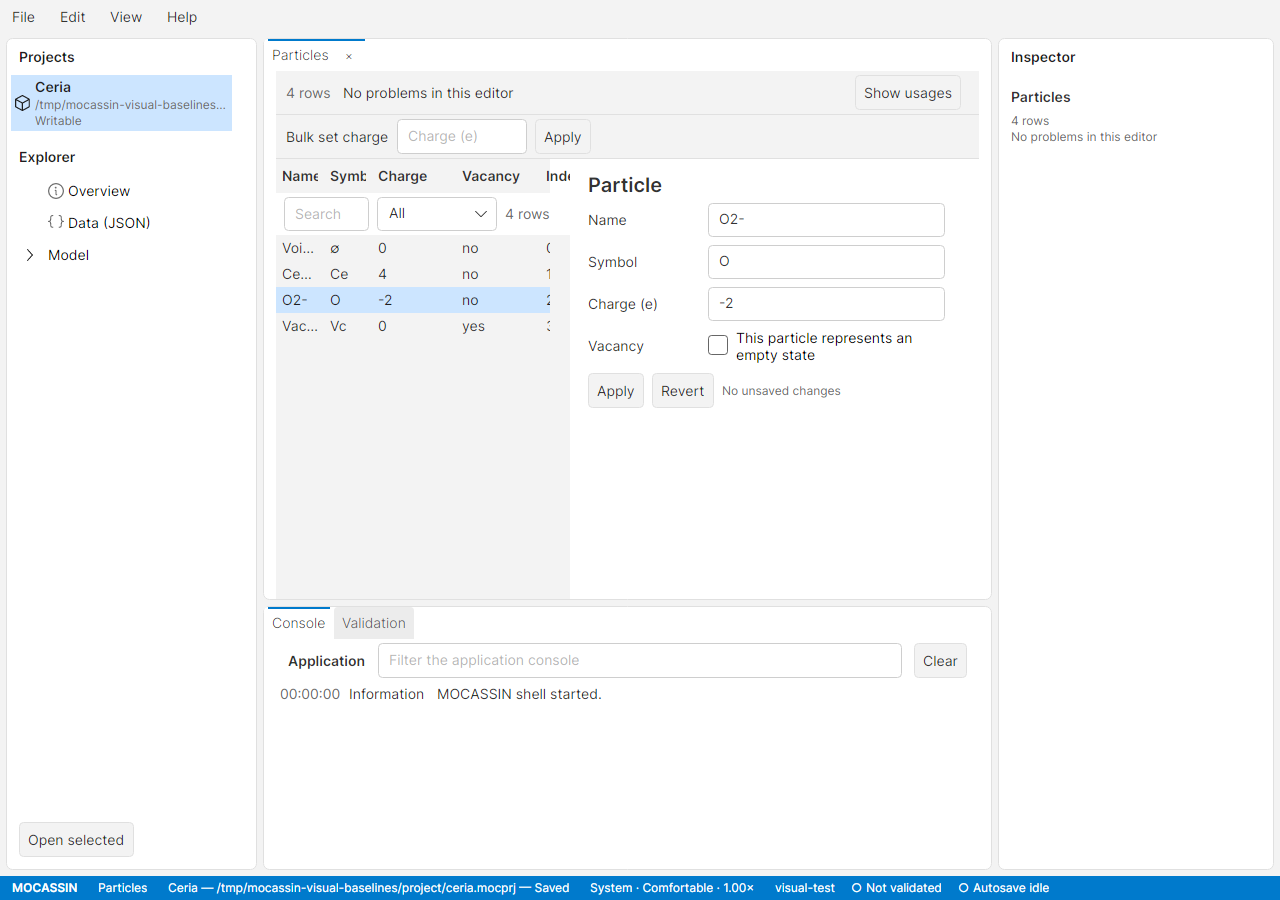 File Edit View Help
Projects
Ceria
/tmp/mocassin-visual-baselines...
Writable
Explorer
Overview
{ } Data (JSON)
Model
Open selected
Particles ×
4 rows No problems in this editor Show usages
Bulk set charge Charge (e) Apply
Name Symb Charge Vacancy Inde
Search All 4 rows
Voi... ∅ 0 no 0
Ce... Ce 4 no 1
O2- O -2 no 2
Vac... Vc 0 yes 3
Particle
Name O2-
Symbol O
Charge (e) -2
Vacancy This particle represents an
empty state
Apply Revert No unsaved changes
Console Validation
Application Filter the application console Clear
00:00:00 Information MOCASSIN shell started.
Inspector
Particles
4 rows
No problems in this editor
MOCASSIN Particles Ceria — /tmp/mocassin-visual-baselines/project/ceria.mocprj — Saved System · Comfortable · 1.00× visual-test Not validated Autosave idle